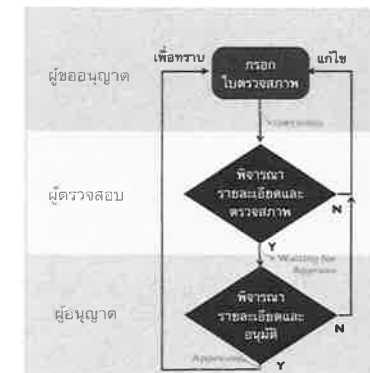 เพื่อทราบ
แก้ไข
กรอก
ใบตรวจสภาพ
ผู้ขออนุญาต
พิจารณา
รายละเอียดและ
ตรวจสภาพ
ผู้ตรวจสอบ
N
Y
Waiting for
Approve
พิจารณา
รายละเอียดและ
อนุมัติ
ผู้อนุญาต
N
Approved
Y